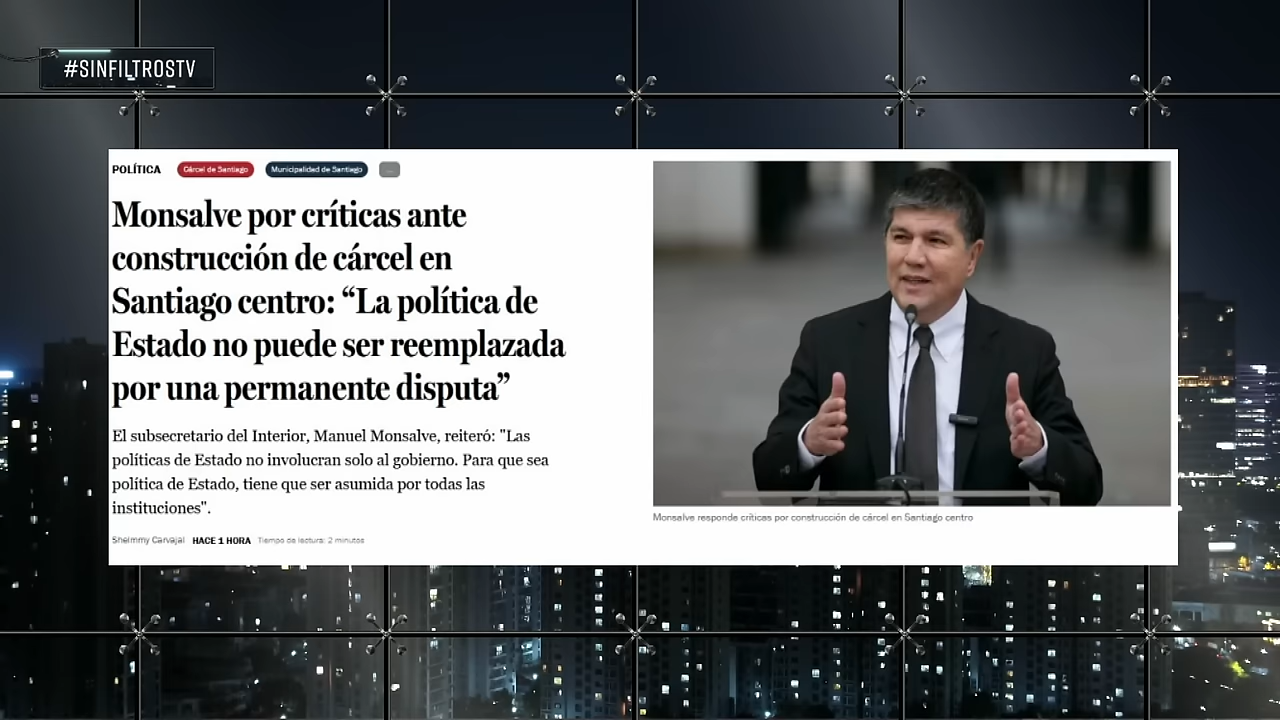 #SINFILTROSTV
POLÍTICA
Cárcel de Santiago
Municipalidad de Santiago
...
Monsalve por críticas ante
construcción de cárcel en
Santiago centro: “La política de
Estado no puede ser reemplazada
por una permanente disputa”
El subsecretario del Interior, Manuel Monsalve, reiteró: "Las
políticas de Estado no involucran solo al gobierno. Para que sea
política de Estado, tiene que ser asumida por todas las
instituciones".
Sheimmy Carvajal HACE 1 HORA Tiempo de lectura: 2 minutos
Monsalve responde críticas por construcción de cárcel en Santiago centro